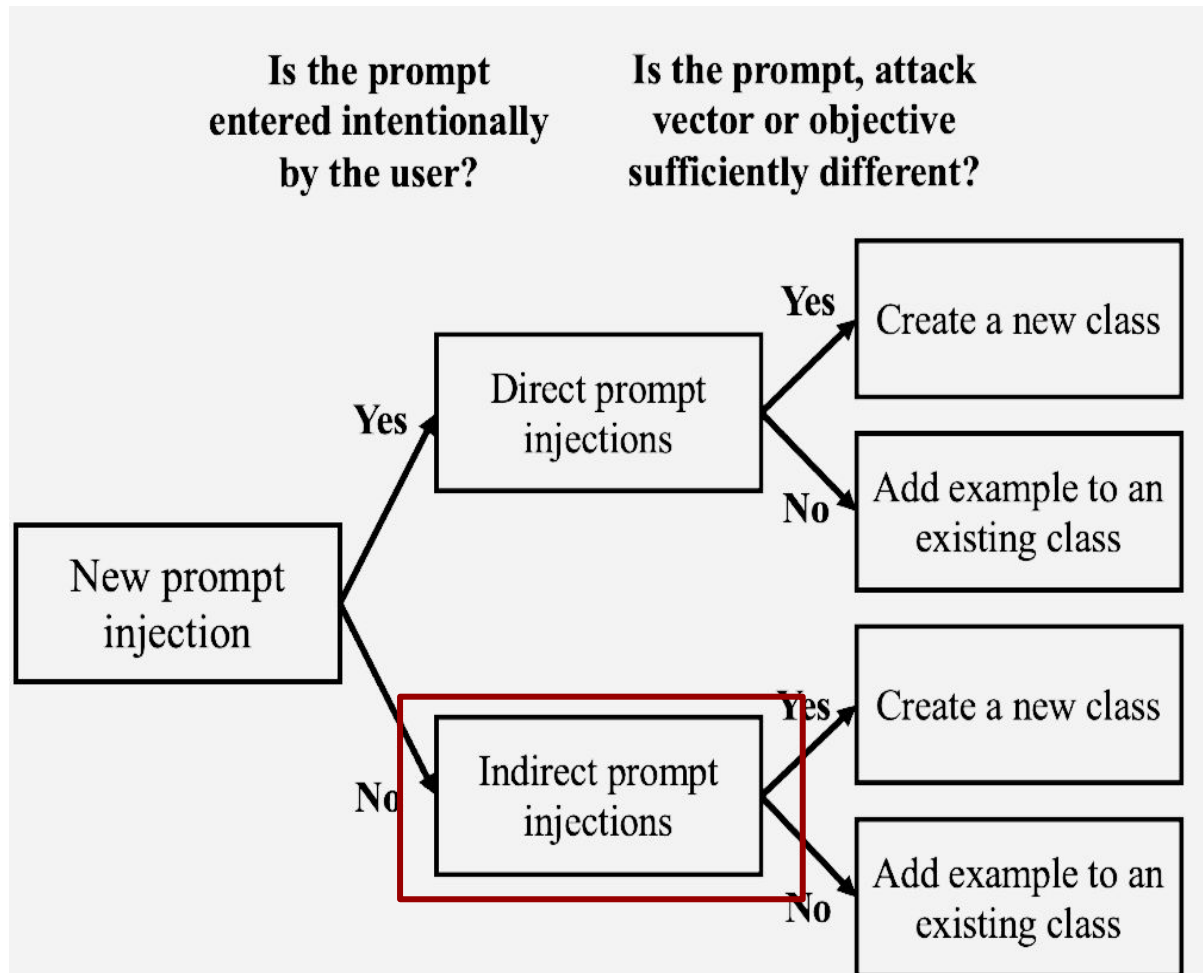 Is the prompt
entered intentionally
by the user?
Is the prompt, attack
vector or objective
sufficiently different?
Yes
Create a new class
Yes
Direct prompt
injections
No
Add example to an
existing class
New prompt
injection
Yes
Create a new class
No
Indirect prompt
injections
No
Add example to an
existing class